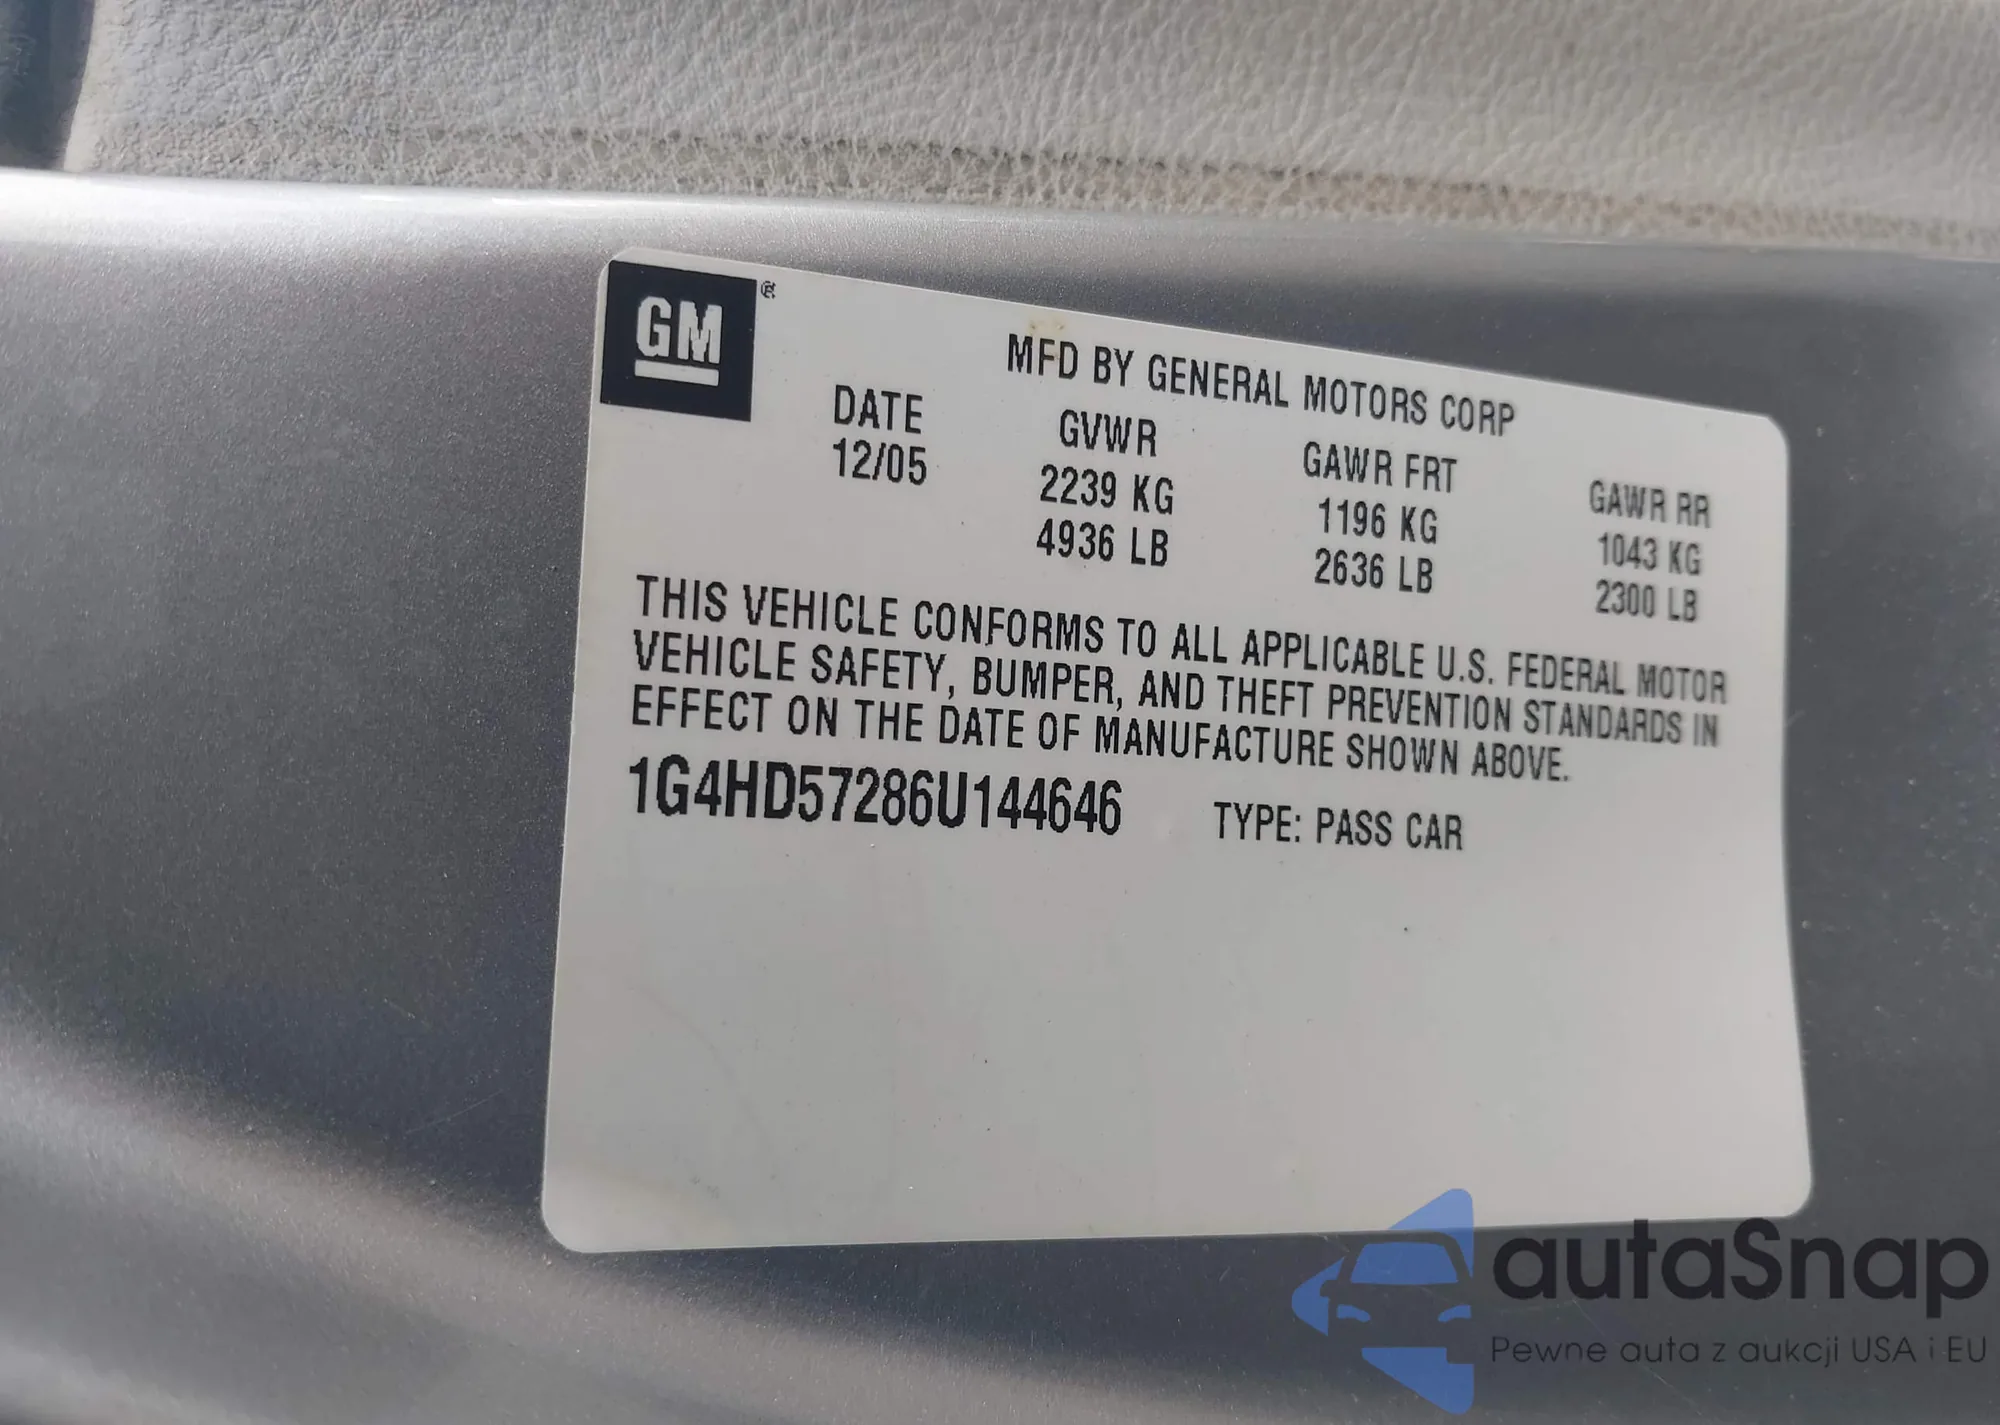 GM®
MFD BY GENERAL MOTORS CORP
DATE GVWR GAWR FRT GAWR RR
12/05 2239 KG 1196 KG 1043 KG
4936 LB 2636 LB 2300 LB
THIS VEHICLE CONFORMS TO ALL APPLICABLE U.S. FEDERAL MOTOR
VEHICLE SAFETY, BUMPER, AND THEFT PREVENTION STANDARDS IN
EFFECT ON THE DATE OF MANUFACTURE SHOWN ABOVE.
1G4HD57286U144646 TYPE: PASS CAR
autaSnap
Pewne auta z aukcji USA i EU